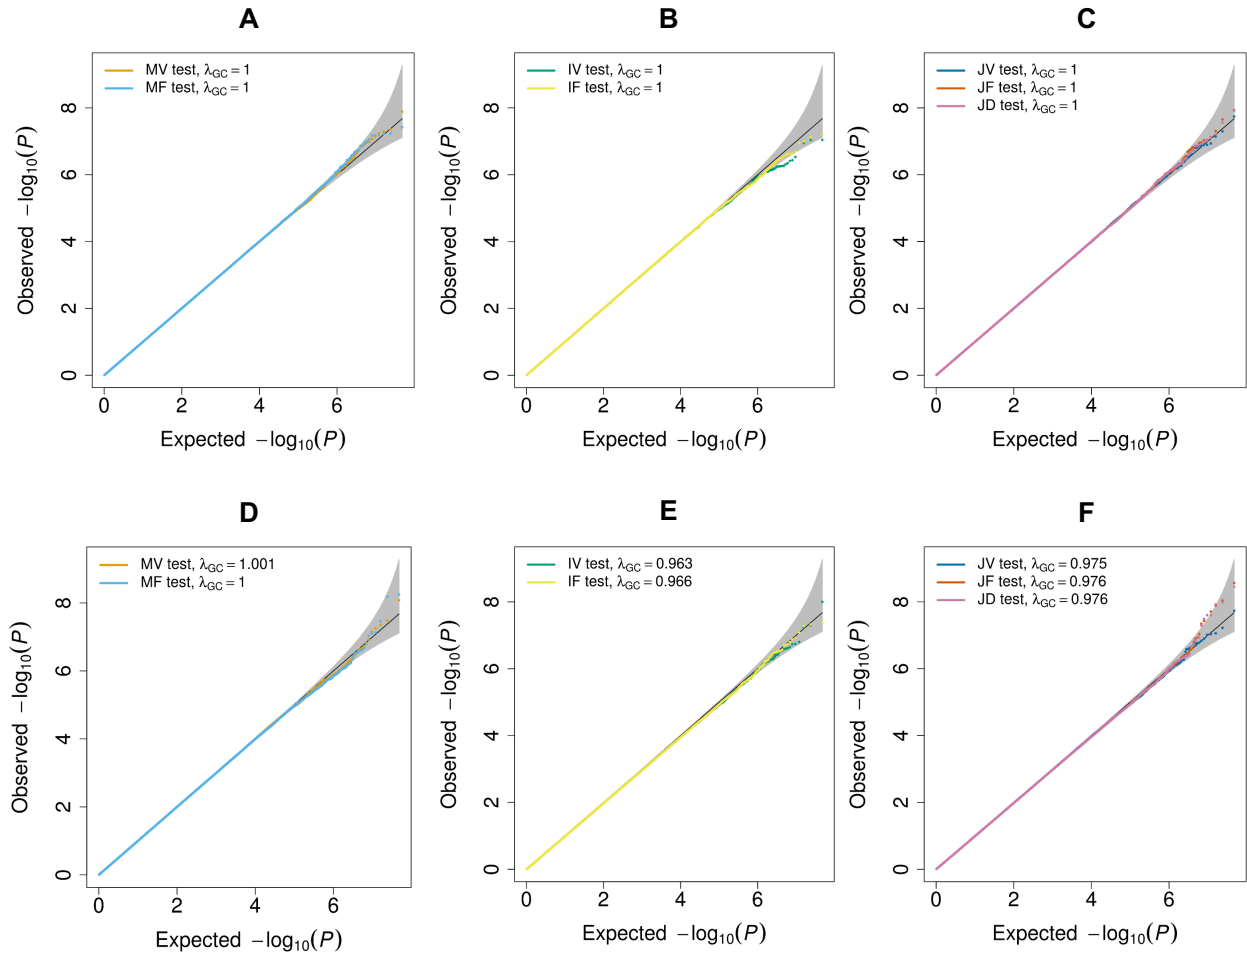 A
MV test, λGC = 1
MF test, λGC = 1
8
6
4
2
0
Observed −log10(P)
0 2 4 6
Expected −log10(P)
B
IV test, λGC = 1
IF test, λGC = 1
8
6
4
2
0
Observed −log10(P)
0 2 4 6
Expected −log10(P)
C
JV test, λGC = 1
JF test, λGC = 1
JD test, λGC = 1
8
6
4
2
0
Observed −log10(P)
0 2 4 6
Expected −log10(P)
D
MV test, λGC = 1.001
MF test, λGC = 1
8
6
4
2
0
Observed −log10(P)
0 2 4 6
Expected −log10(P)
E
IV test, λGC = 0.963
IF test, λGC = 0.966
8
6
4
2
0
Observed −log10(P)
0 2 4 6
Expected −log10(P)
F
JV test, λGC = 0.975
JF test, λGC = 0.976
JD test, λGC = 0.976
8
6
4
2
0
Observed −log10(P)
0 2 4 6
Expected −log10(P)